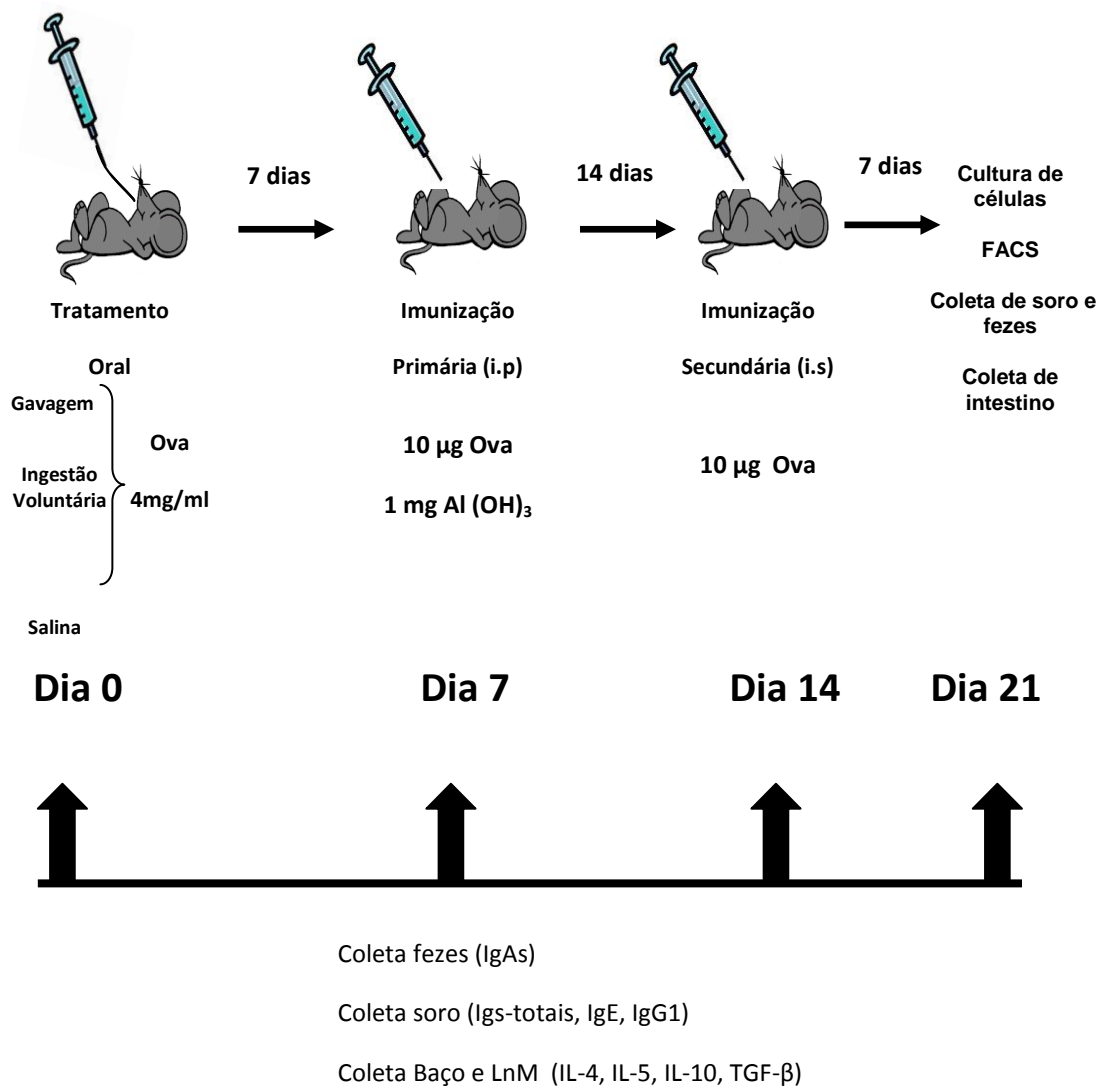 7 dias
14 dias
7 dias
Cultura de
células
FACS
Coleta de soro e
fezes
Coleta de
intestino
Tratamento
Oral
Gavagem
Ingestão
Voluntária
Ova
4mg/ml
Salina
Imunização
Primária (i.p)
10 µg Ova
1 mg Al (OH)₃
Imunização
Secundária (i.s)
10 µg Ova
Dia 0
Dia 7
Dia 14
Dia 21
Coleta fezes (IgAs)
Coleta soro (Igs-totais, IgE, IgG1)
Coleta Baço e LnM (IL-4, IL-5, IL-10, TGF-β)